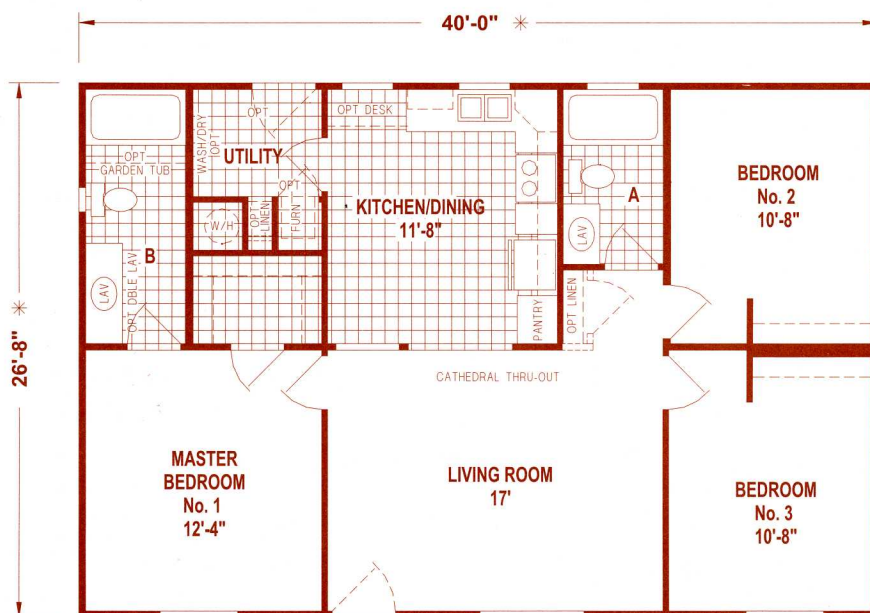 40'-0" ✳
26'-8" ✳
OPT
GARDEN TUB
B
LAV
OPT DBLE LAV
WASH/DRY
OPT
OPT
UTILITY
OPT
W/H
OPT
LINEN
FURN
OPT DESK
KITCHEN/DINING
11'-8"
PANTRY
A
LAV
OPT LINEN
BEDROOM
No. 2
10'-8"
CATHEDRAL THRU-OUT
MASTER
BEDROOM
No. 1
12'-4"
LIVING ROOM
17'
BEDROOM
No. 3
10'-8"